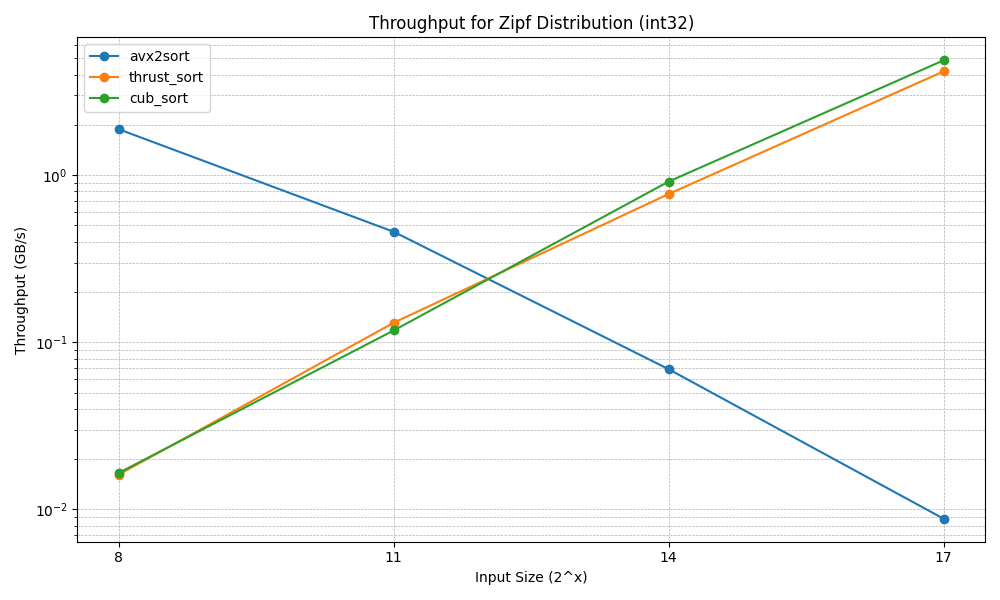 Throughput for Zipf Distribution (int32)
avx2sort
thrust_sort
cub_sort
Throughput (GB/s)
10^0
10^-1
10^-2
8 11 14 17
Input Size (2^x)